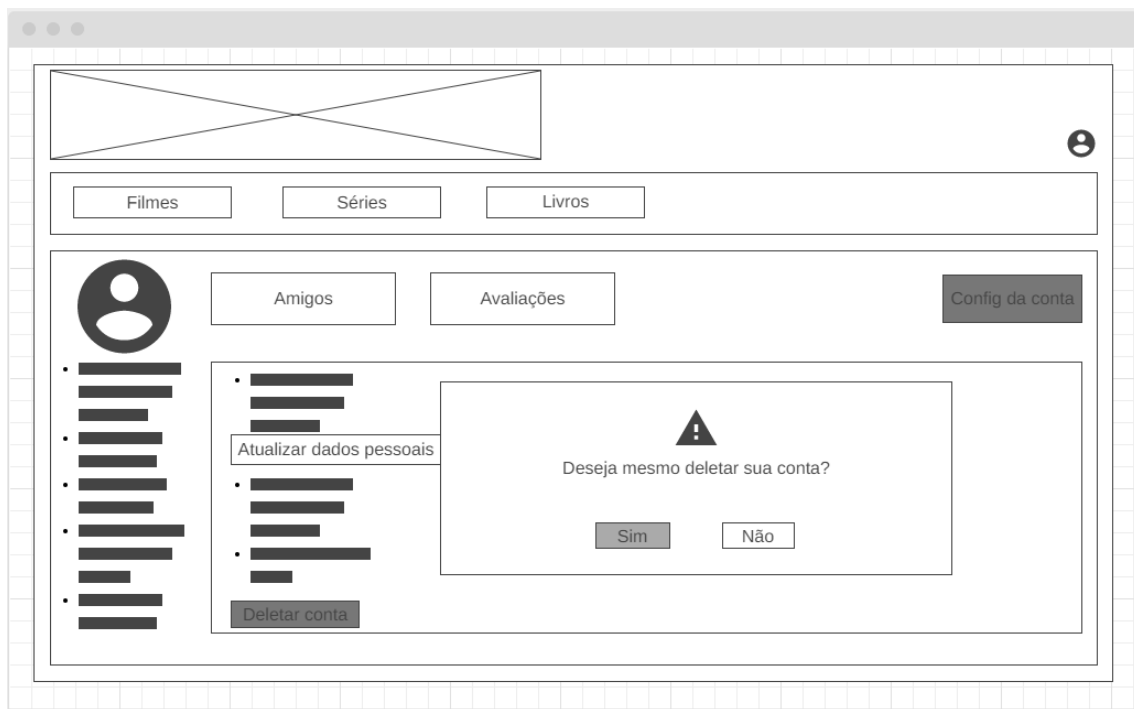 Filmes
Séries
Livros
Amigos
Avaliações
Config da conta
Atualizar dados pessoais
Deseja mesmo deletar sua conta?
Sim
Não
Deletar conta